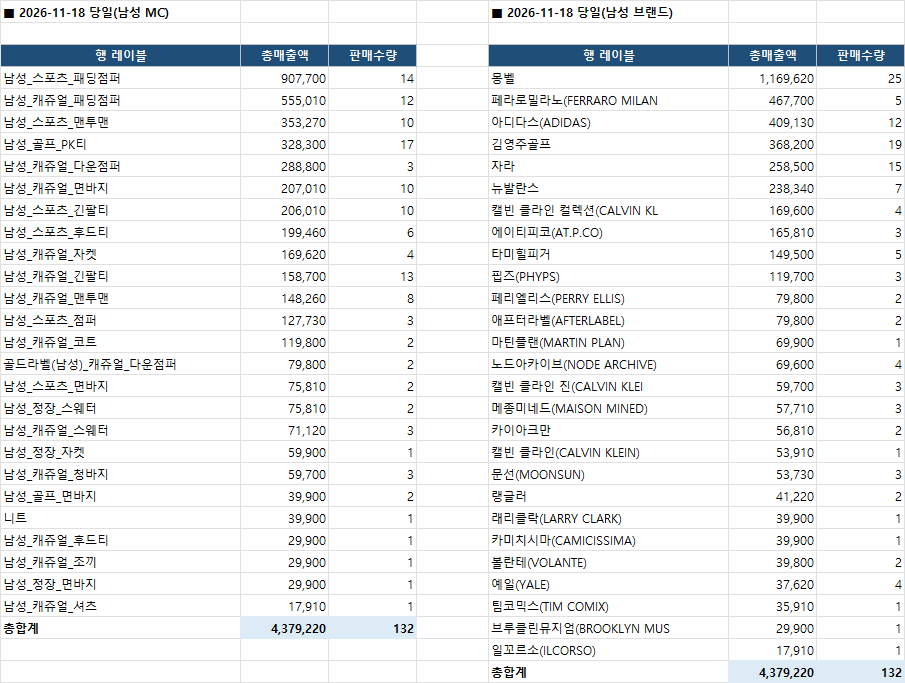 ■ 2026-11-18 당일(남성 MC)
행 레이블 총매출액 판매수량
남성_스포츠_패딩점퍼 907,700 14
남성_캐쥬얼_패딩점퍼 555,010 12
남성_스포츠_맨투맨 353,270 10
남성_골프_PK티 328,300 17
남성_캐쥬얼_다운점퍼 288,800 3
남성_캐쥬얼_면바지 207,010 10
남성_스포츠_긴팔티 206,010 10
남성_스포츠_후드티 199,460 6
남성_캐쥬얼_자켓 169,620 4
남성_캐쥬얼_긴팔티 158,700 13
남성_캐쥬얼_맨투맨 148,260 8
남성_스포츠_점퍼 127,730 3
남성_캐쥬얼_코트 119,800 2
골드라벨(남성)_캐쥬얼_다운점퍼 79,800 2
남성_스포츠_면바지 75,810 2
남성_정장_스웨터 75,810 2
남성_캐쥬얼_스웨터 71,120 3
남성_정장_자켓 59,900 1
남성_캐쥬얼_청바지 59,700 3
남성_골프_면바지 39,900 2
니트 39,900 1
남성_캐쥬얼_후드티 29,900 1
남성_캐쥬얼_조끼 29,900 1
남성_정장_면바지 29,900 1
남성_캐쥬얼_셔츠 17,910 1
총합계 4,379,220 132
■ 2026-11-18 당일(남성 브랜드)
행 레이블 총매출액 판매수량
몽벨 1,169,620 25
페라로밀라노(FERRARO MILAN 467,700 5
아디다스(ADIDAS) 409,130 12
김영주골프 368,200 19
자라 258,500 15
뉴발란스 238,340 7
캘빈 클라인 컬렉션(CALVIN KL 169,600 4
에이티피코(AT.P.CO) 165,810 3
타미힐피거 149,500 5
핍즈(PHYPS) 119,700 3
페리엘리스(PERRY ELLIS) 79,800 2
애프터라벨(AFTERLABEL) 79,800 2
마틴플랜(MARTIN PLAN) 69,900 1
노드아카이브(NODE ARCHIVE) 69,600 4
캘빈 클라인 진(CALVIN KLEI 59,700 3
메종미네드(MAISON MINED) 57,710 3
카이아크만 56,810 2
캘빈 클라인(CALVIN KLEIN) 53,910 1
문선(MOONSUN) 53,730 3
랭글러 41,220 2
래리클락(LARRY CLARK) 39,900 1
카미치시마(CAMICISSIMA) 39,900 1
볼란테(VOLANTE) 39,800 2
예일(YALE) 37,620 4
팀코믹스(TIM COMIX) 35,910 1
브루클린뮤지엄(BROOKLYN MUS 29,900 1
일꼬르소(ILCORSO) 17,910 1
총합계 4,379,220 132